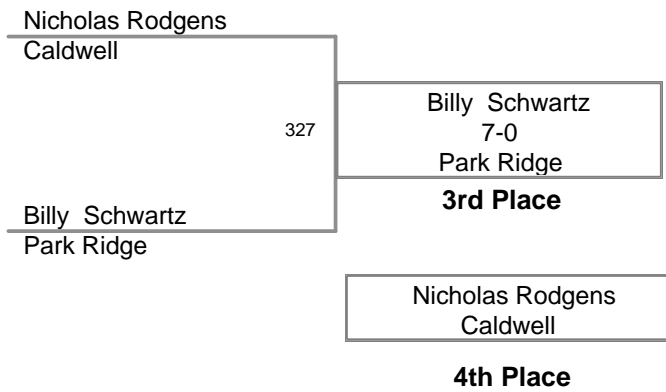 Nicholas Rodgens
Caldwell
327
Billy Schwartz
7-0
Park Ridge
3rd Place
Billy Schwartz
Park Ridge
Nicholas Rodgens
Caldwell
4th Place